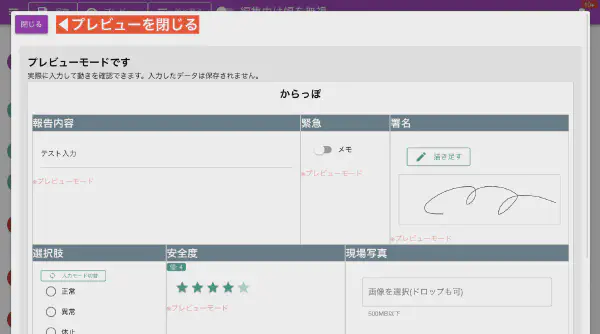 閉じる
◀プレビューを閉じる
プレビューモードです
実際に入力して動きを確認できます。入力したデータは保存されません。
からっぽ
報告内容 緊急 署名
テスト入力
メモ
描き足す
※プレビューモード
※プレビューモード
※プレビューモード
選択肢 安全度 現場写真
入力モード切替
値: 4
正常
画像を選択(ドロップも可)
異常
※プレビューモード
500MB以下
休止